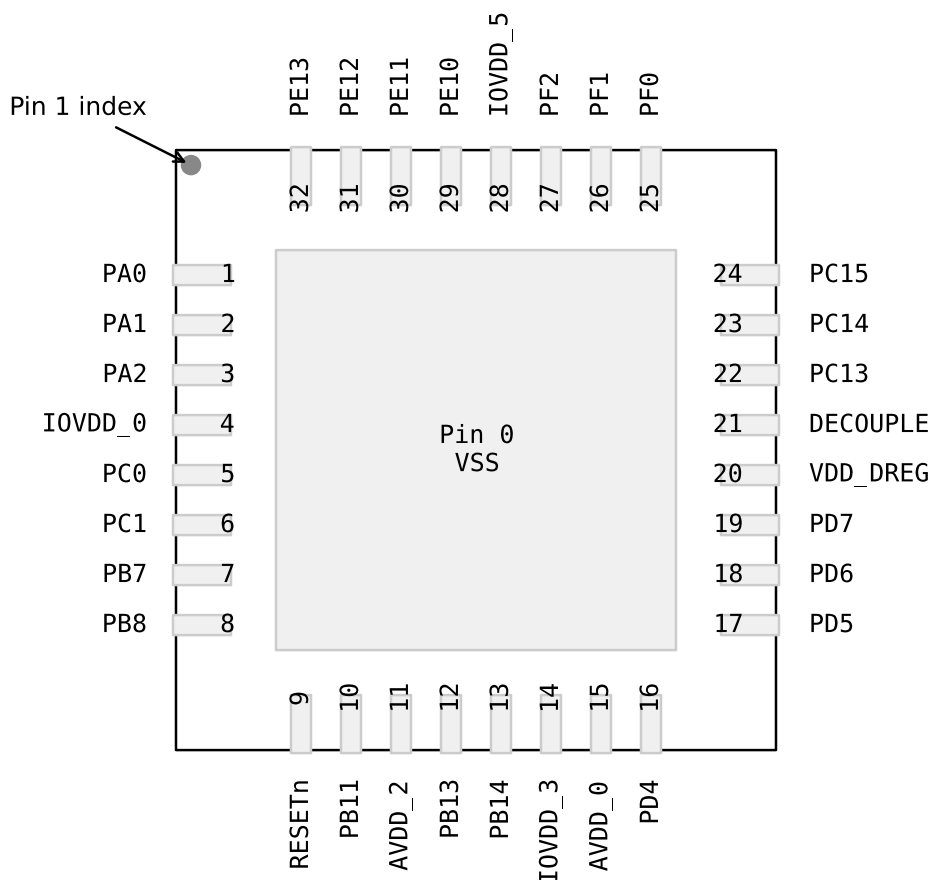 PE13
PE12
PE11
PE10
IOVDD_5
PF2
PF1
PF0
Pin 1 index
32
31
30
29
28
27
26
25
PA0 1
24 PC15
PA1 2
23 PC14
PA2 3
22 PC13
IOVDD_0 4
21 DECOUPLE
Pin 0
VSS
PC0 5
20 VDD_DREG
PC1 6
19 PD7
PB7 7
18 PD6
PB8 8
17 PD5
9
10
11
12
13
14
15
16
RESETn
PB11
AVDD_2
PB13
PB14
IOVDD_3
AVDD_0
PD4